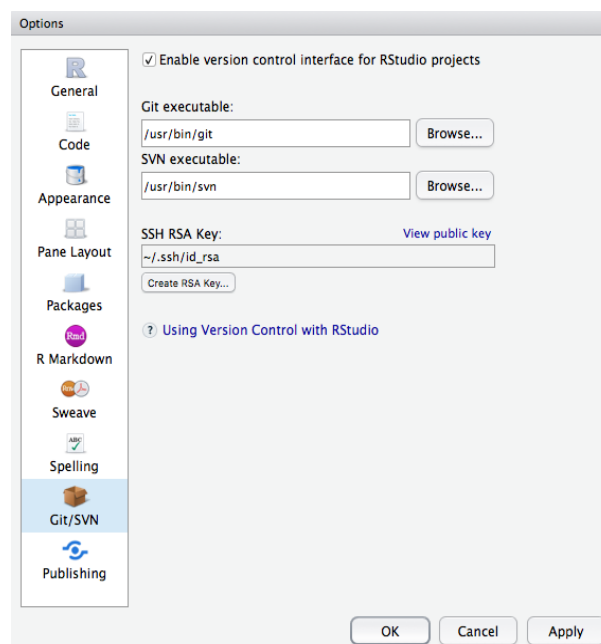 Options
General
Code
Appearance
Pane Layout
Packages
Rmd
R Markdown
Sweave
ABC
Spelling
Git/SVN
Publishing
Enable version control interface for RStudio projects
Git executable:
/usr/bin/git
Browse...
SVN executable:
/usr/bin/svn
Browse...
SSH RSA Key:
View public key
~/.ssh/id_rsa
Create RSA Key...
? Using Version Control with RStudio
OK
Cancel
Apply